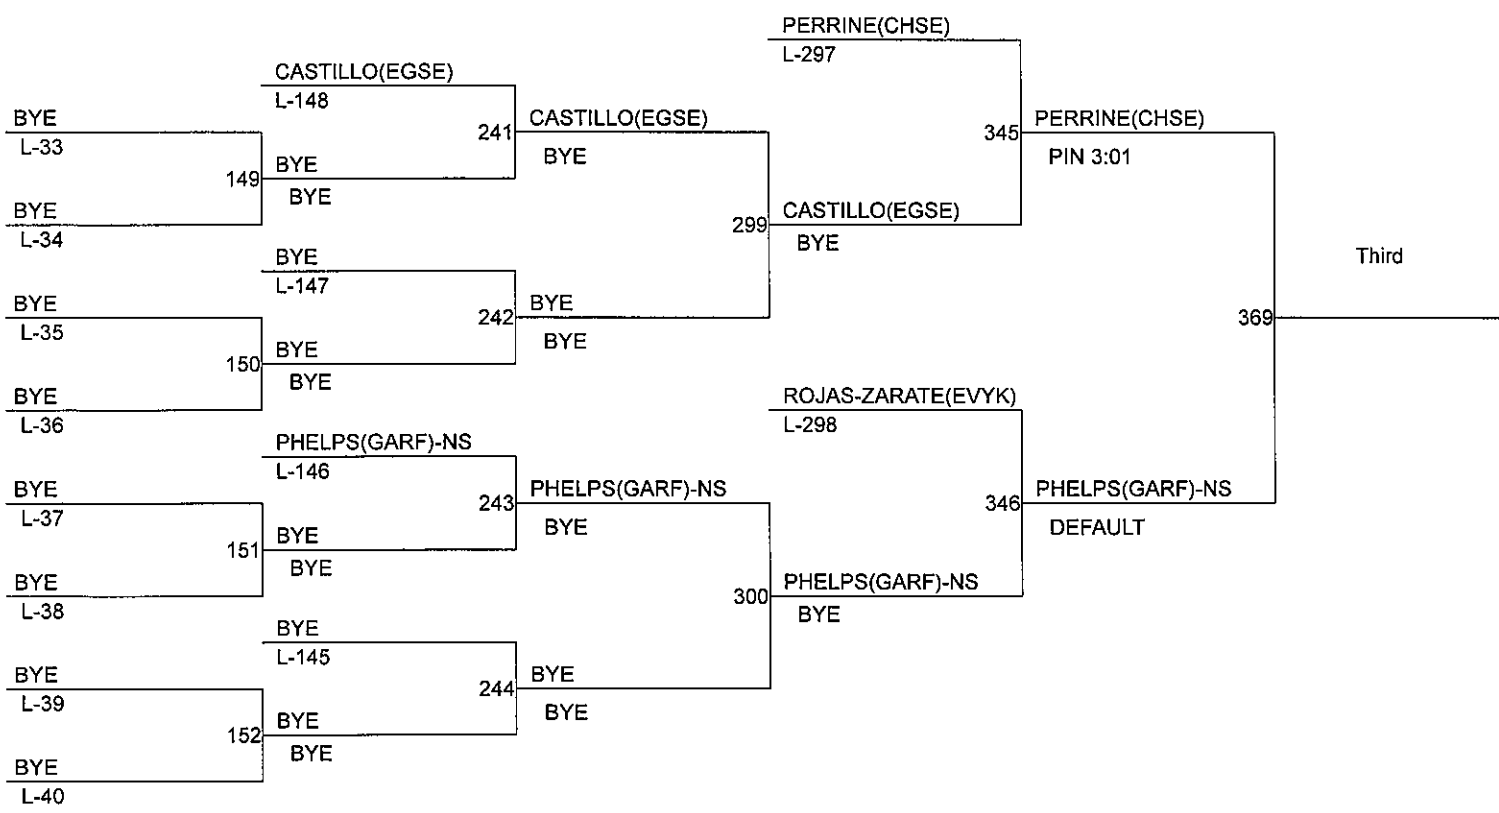 PERRINE(CHSE)
L-297
CASTILLO(EGSE)
L-148
BYE
L-33
241
CASTILLO(EGSE)
BYE
345
PERRINE(CHSE)
PIN 3:01
149
BYE
BYE
BYE
L-34
299
CASTILLO(EGSE)
BYE
BYE
L-147
Third
BYE
L-35
242
BYE
BYE
369
150
BYE
BYE
BYE
L-36
ROJAS-ZARATE(EVYK)
L-298
PHELPS(GARF)-NS
L-146
BYE
L-37
243
PHELPS(GARF)-NS
BYE
346
PHELPS(GARF)-NS
DEFAULT
151
BYE
BYE
BYE
L-38
300
PHELPS(GARF)-NS
BYE
BYE
L-145
BYE
L-39
244
BYE
BYE
152
BYE
BYE
BYE
L-40